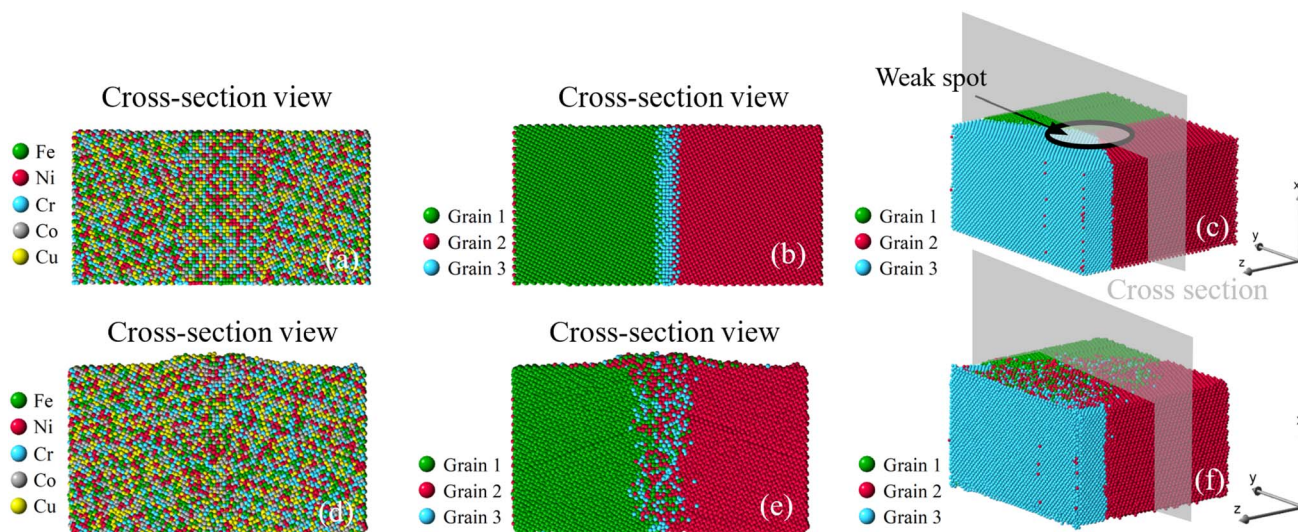 Cross-section view
Fe
Ni
Cr
Co
Cu
(a)
Cross-section view
Grain 1
Grain 2
Grain 3
(b)
Weak spot
Grain 1
Grain 2
Grain 3
(c)
x
y
z
Cross section
Cross-section view
Fe
Ni
Cr
Co
Cu
(d)
Cross-section view
Grain 1
Grain 2
Grain 3
(e)
Grain 1
Grain 2
Grain 3
(f)
y
z